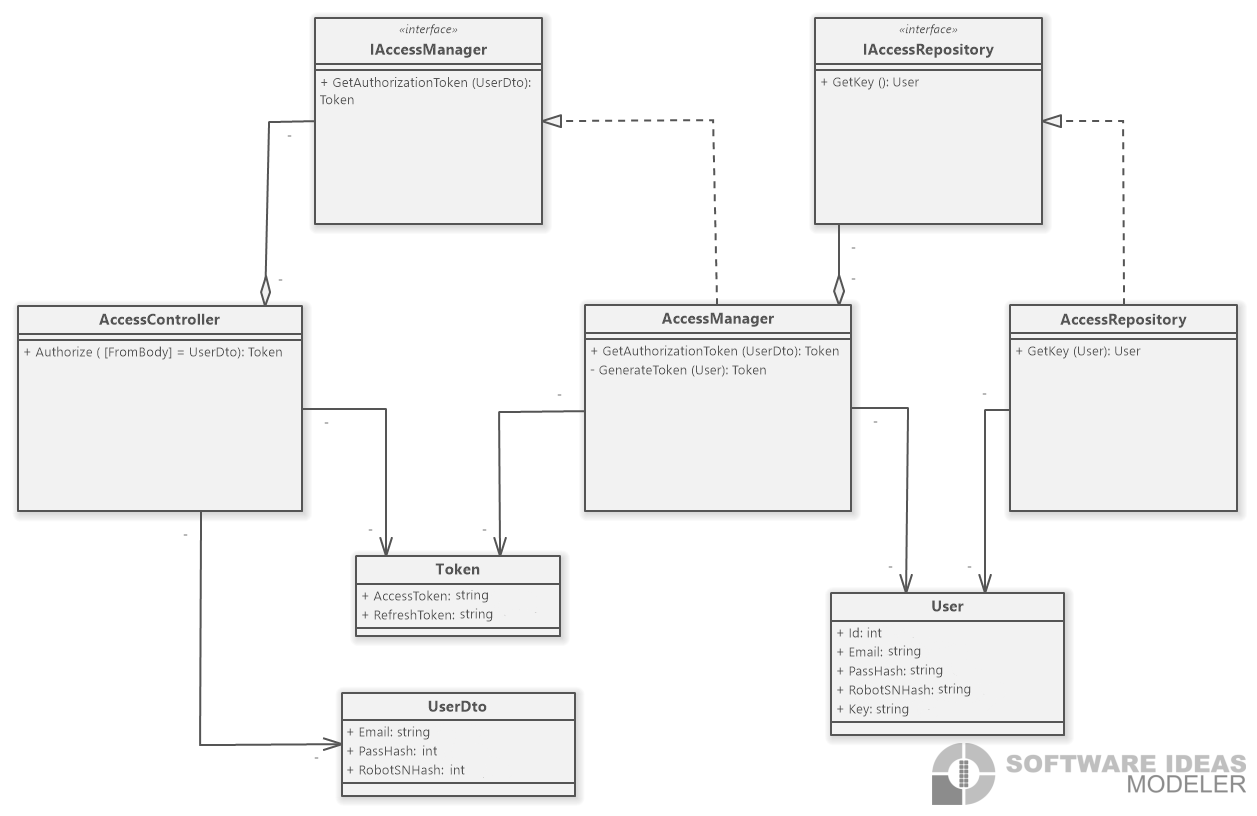 «interface»
IAccessManager
+ GetAuthorizationToken (UserDto):
Token
«interface»
IAccessRepository
+ GetKey (): User
-
-
-
-
AccessController
+ Authorize ( [FromBody] = UserDto): Token
AccessManager
+ GetAuthorizationToken (UserDto): Token
- GenerateToken (User): Token
AccessRepository
+ GetKey (User): User
-
-
-
-
-
-
-
-
-
-
Token
+ AccessToken: string
+ RefreshToken: string
User
+ Id: int
+ Email: string
+ PassHash: string
+ RobotSNHash: string
+ Key: string
UserDto
+ Email: string
+ PassHash: int
+ RobotSNHash: int
SOFTWARE IDEAS
MODELER